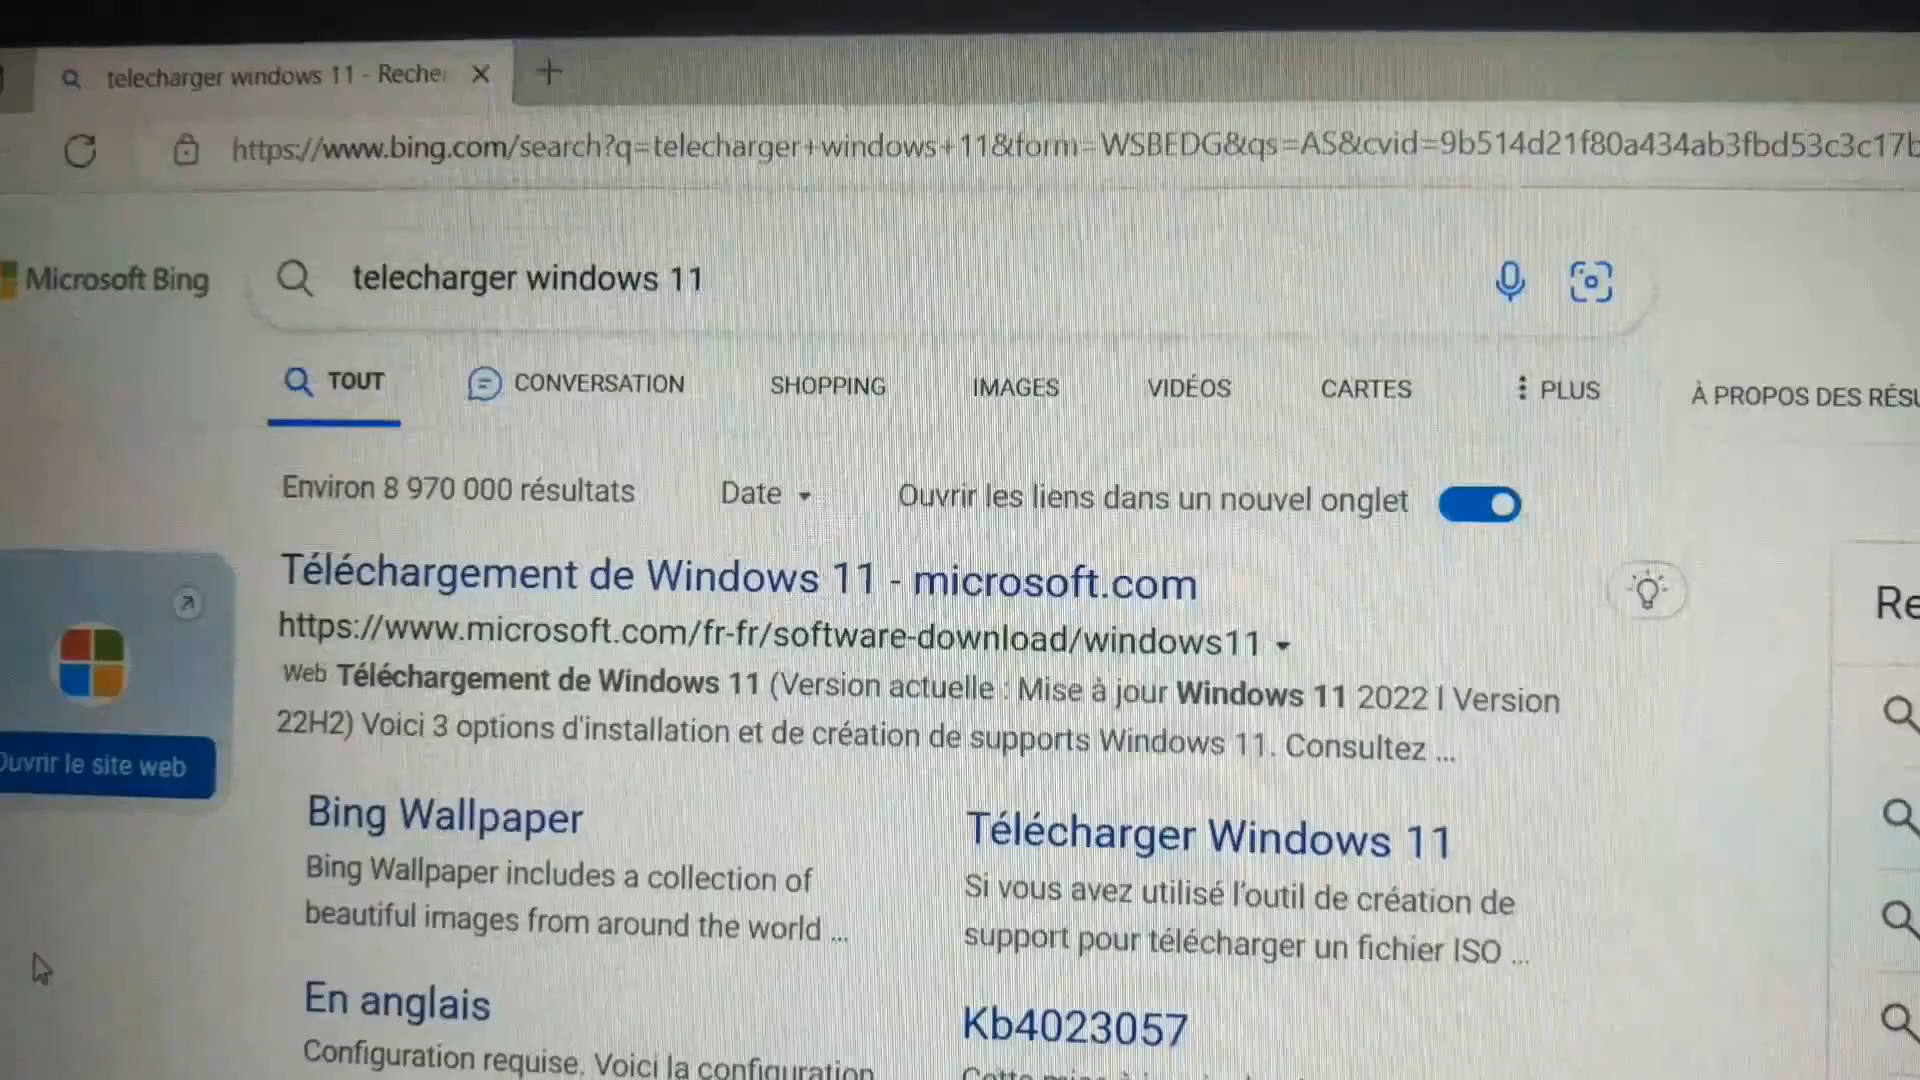 telecharger windows 11 - Reche
https://www.bing.com/search?q=telecharger+windows+11&form=WSBEDG&qs=AS&cvid=9b514d21f80a434ab3fbd53c3c17b
Microsoft Bing
telecharger windows 11
TOUT
CONVERSATION
SHOPPING
IMAGES
VIDÉOS
CARTES
PLUS
À PROPOS DES RÉSU
Environ 8 970 000 résultats
Date
Ouvrir les liens dans un nouvel onglet
Téléchargement de Windows 11 - microsoft.com
https://www.microsoft.com/fr-fr/software-download/windows11
Web Téléchargement de Windows 11 (Version actuelle : Mise à jour Windows 11 2022 l Version
22H2) Voici 3 options d'installation et de création de supports Windows 11. Consultez ...
Ouvrir le site web
Re
Bing Wallpaper
Bing Wallpaper includes a collection of
beautiful images from around the world ...
Télécharger Windows 11
Si vous avez utilisé l'outil de création de
support pour télécharger un fichier ISO ...
En anglais
Configuration requise. Voici la configuration
Kb4023057